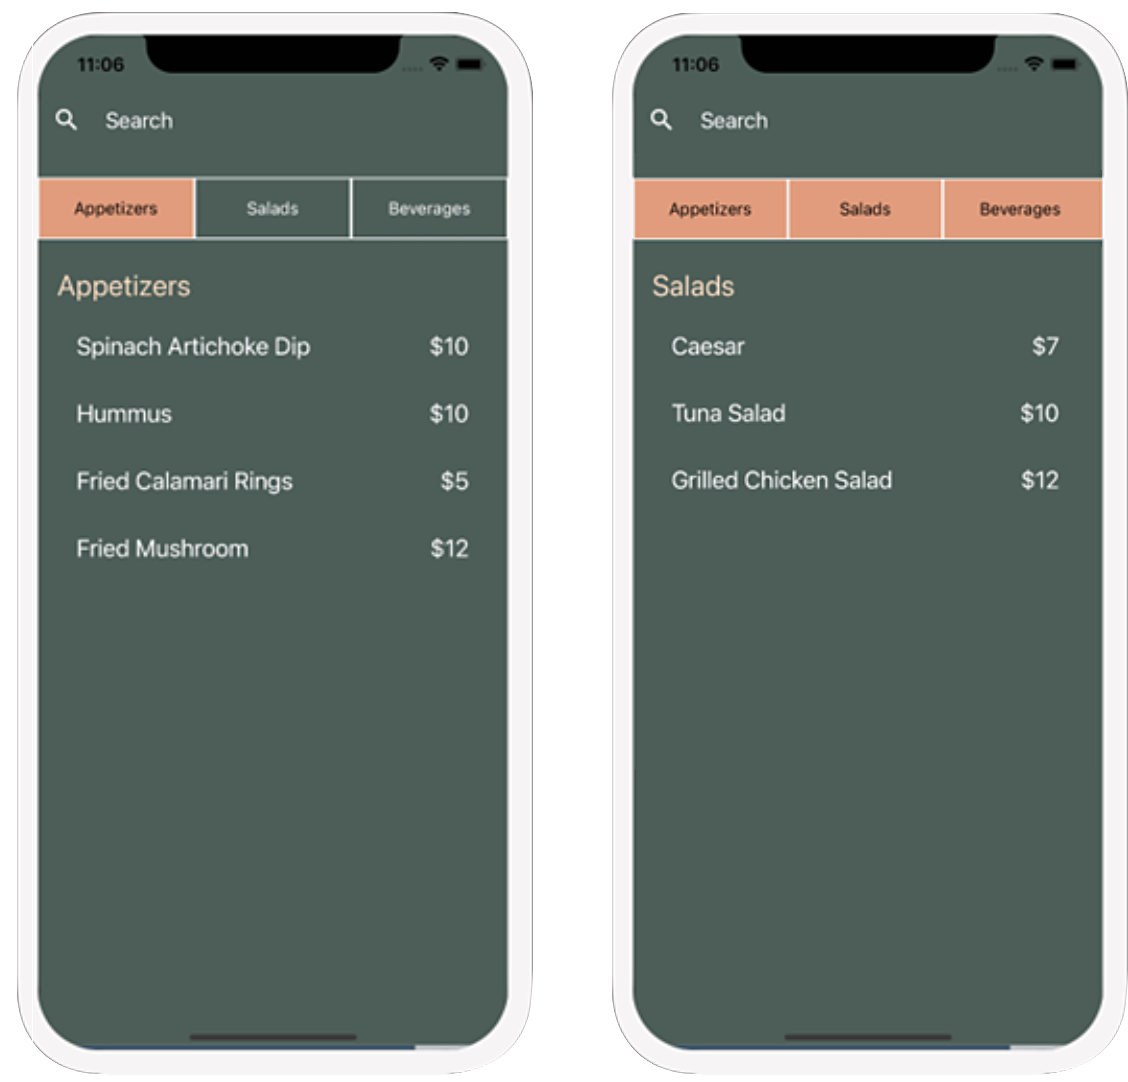 11:06
Search
Appetizers Salads Beverages
Appetizers
Spinach Artichoke Dip $10
Hummus $10
Fried Calamari Rings $5
Fried Mushroom $12
11:06
Search
Appetizers Salads Beverages
Salads
Caesar $7
Tuna Salad $10
Grilled Chicken Salad $12